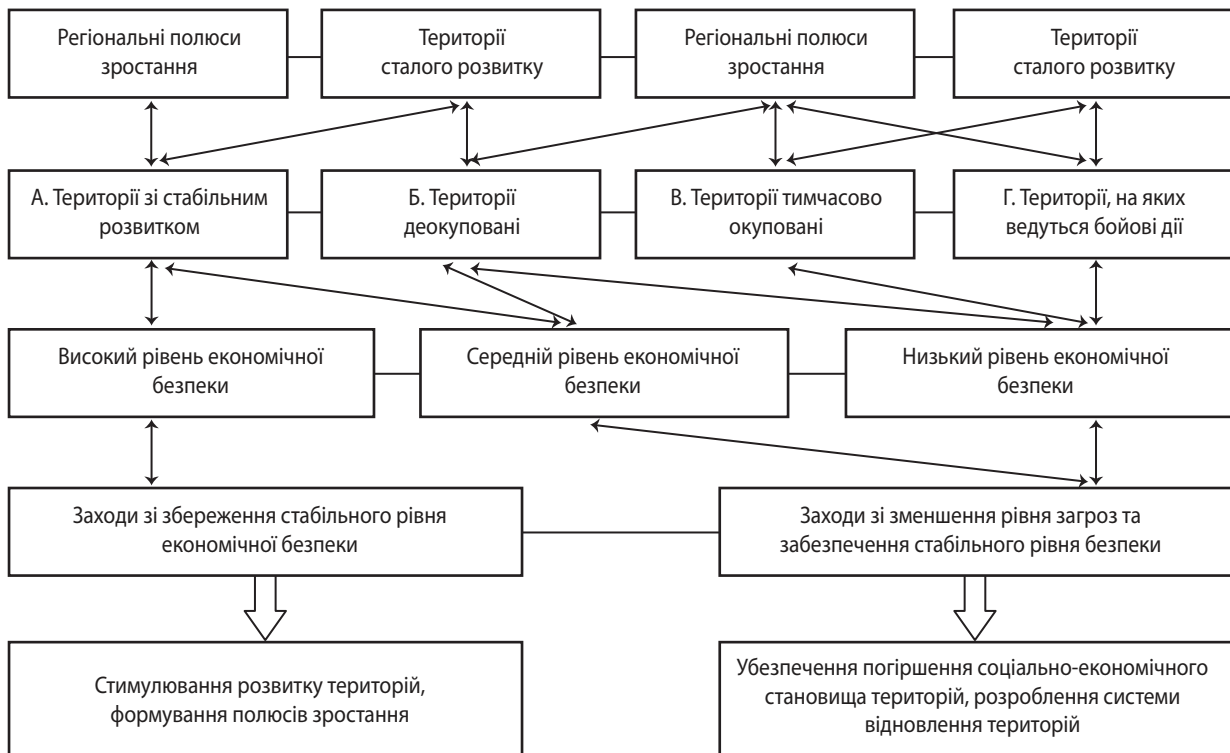 Регіональні полюси
зростання
Території
сталого розвитку
Регіональні полюси
зростання
Території
сталого розвитку
А. Території зі стабільним
розвитком
Б. Території
деокуповані
В. Території тимчасово
окуповані
Г. Території, на яких
ведуться бойові дії
Високий рівень економічної
безпеки
Середній рівень економічної
безпеки
Низький рівень економічної
безпеки
Заходи зі збереження стабільного рівня
економічної безпеки
Заходи зі зменшення рівня загроз та
забезпечення стабільного рівня безпеки
Стимулювання розвитку територій,
формування полюсів зростання
Убезпечення погіршення соціально-економічного
становища територій, розроблення системи
відновлення територій